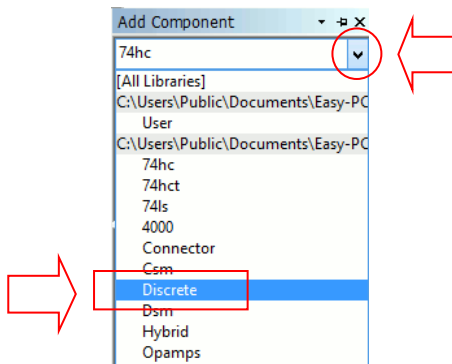 Add Component
74hc
[All Libraries]
C:\Users\Public\Documents\Easy-PC
User
C:\Users\Public\Documents\Easy-PC
74hc
74hct
74ls
4000
Connector
Csm
Discrete
Dsm
Hybrid
Opamps